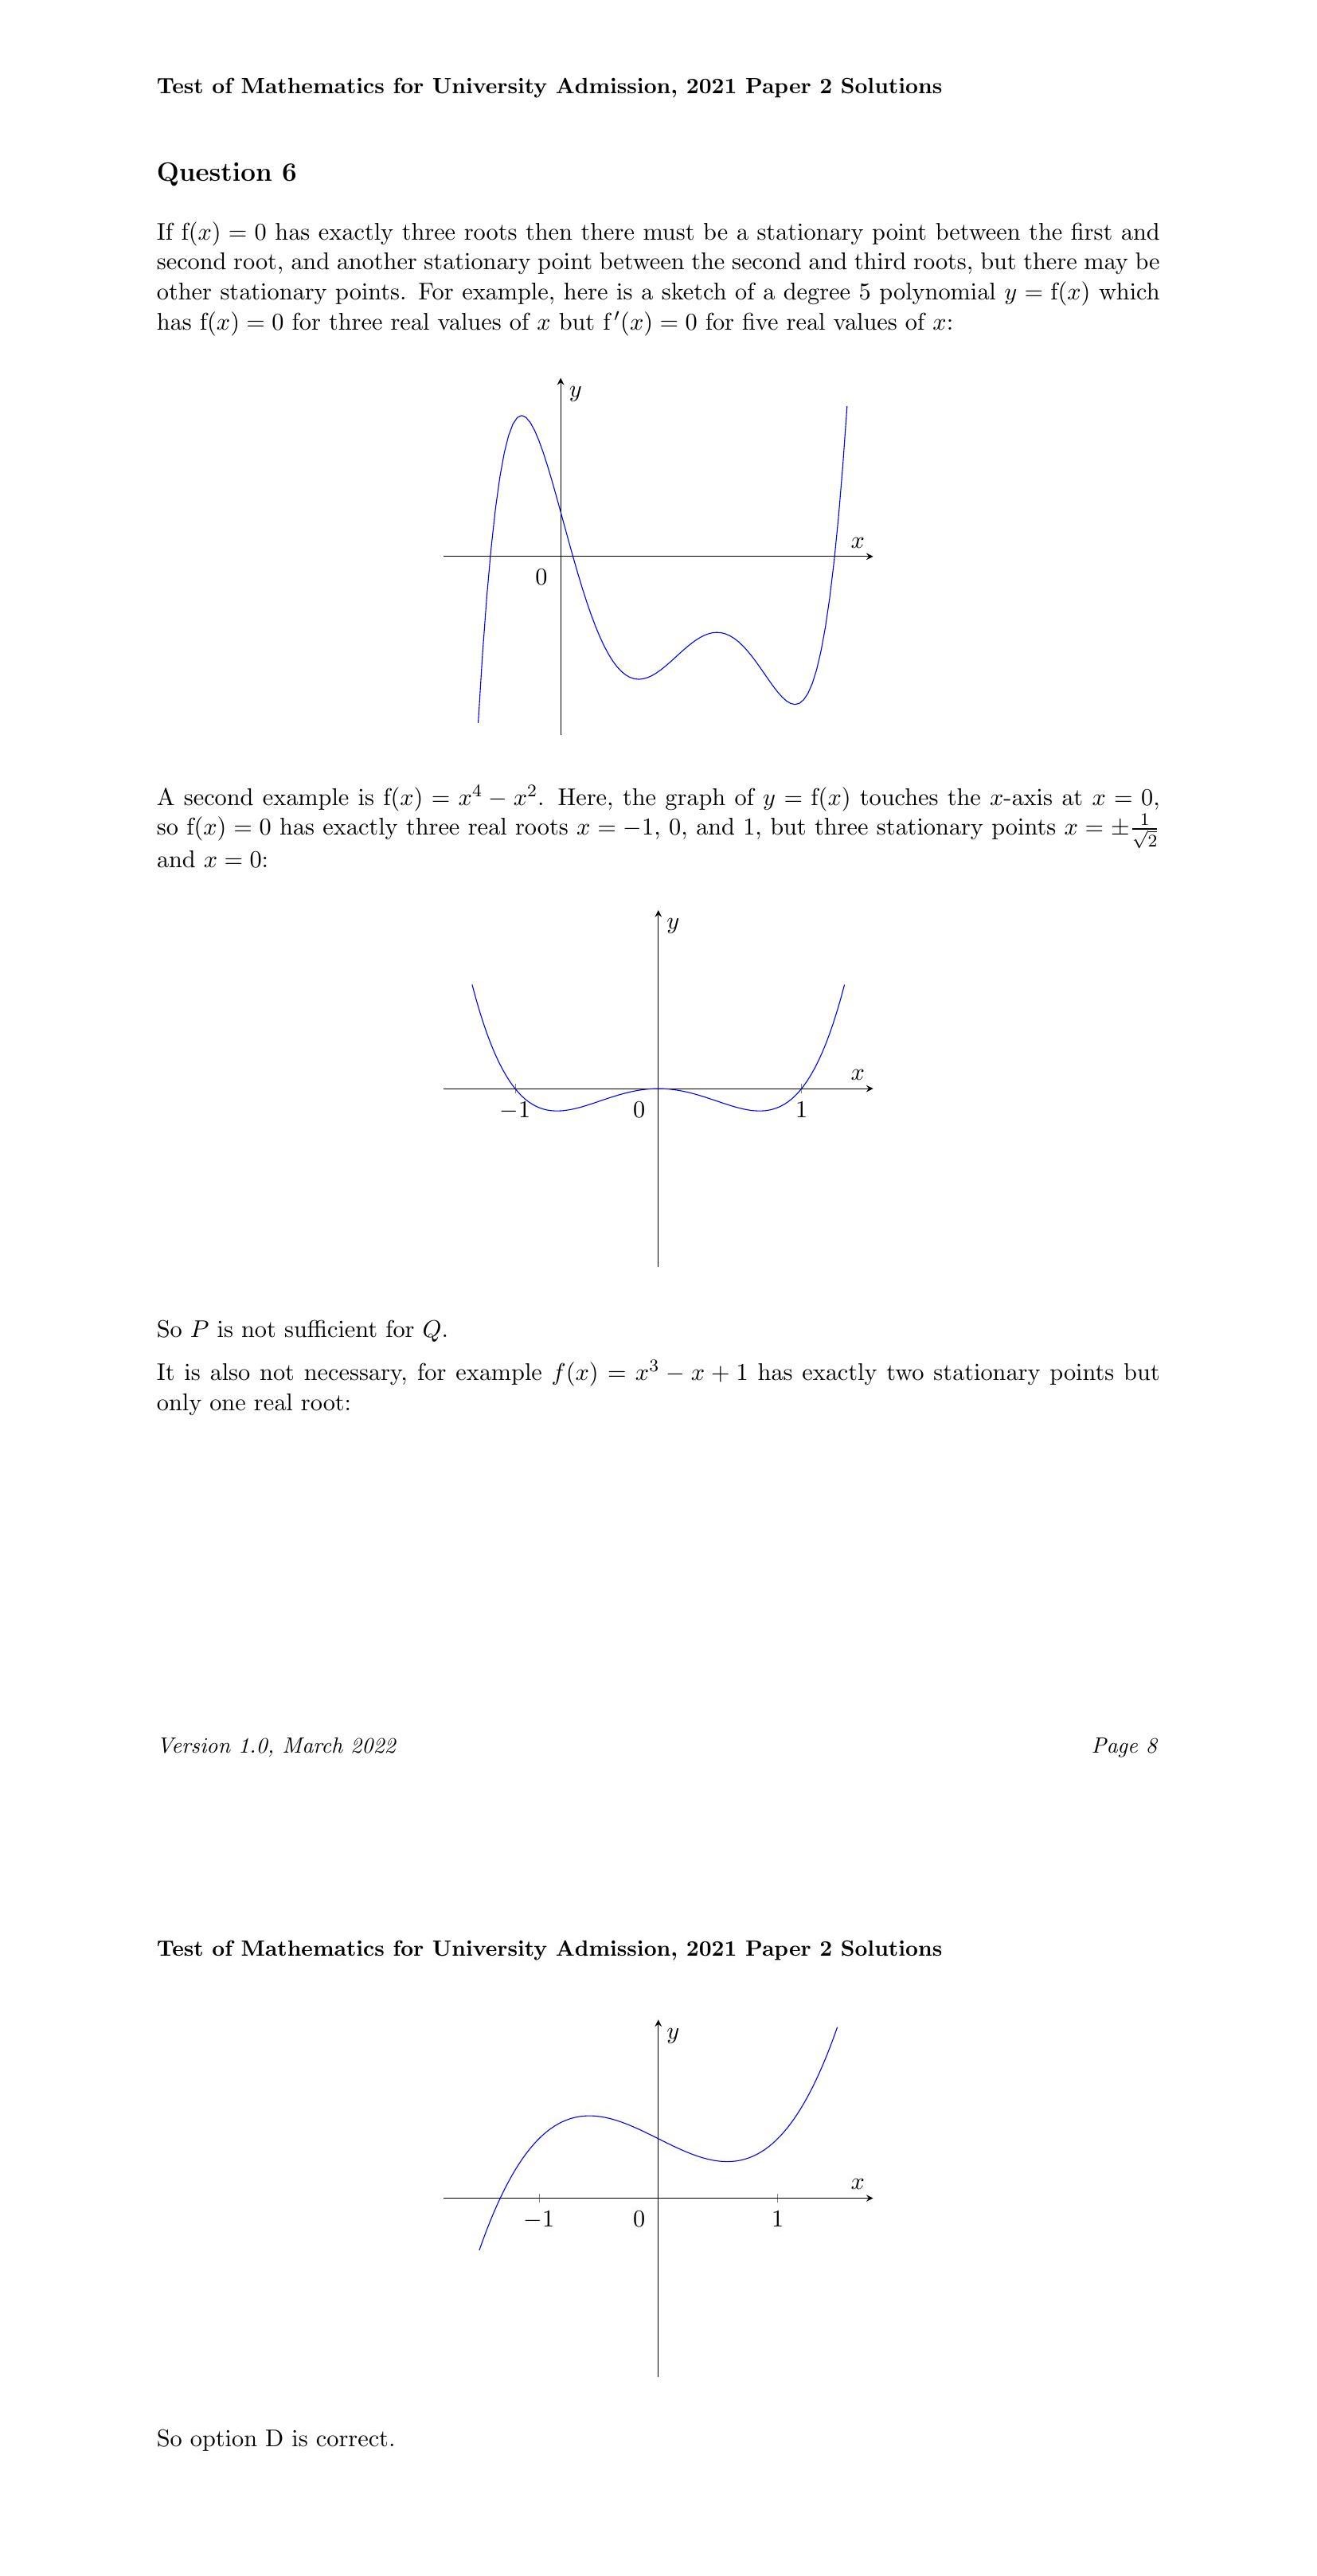 Test of Mathematics for University Admission, 2021 Paper 2 Solutions
Question 6
If f(x) = 0 has exactly three roots then there must be a stationary point between the first and
second root, and another stationary point between the second and third roots, but there may be
other stationary points. For example, here is a sketch of a degree 5 polynomial y = f(x) which
has f(x) = 0 for three real values of x but f′(x) = 0 for five real values of x:
y
x
0
A second example is f(x) = x⁴ − x². Here, the graph of y = f(x) touches the x-axis at x = 0,
so f(x) = 0 has exactly three real roots x = −1, 0, and 1, but three stationary points x = ±1/√2
and x = 0:
y
x
−1 0 1
So P is not sufficient for Q.
It is also not necessary, for example f(x) = x³ − x + 1 has exactly two stationary points but
only one real root:
Version 1.0, March 2022 Page 8
Test of Mathematics for University Admission, 2021 Paper 2 Solutions
y
x
−1 0 1
So option D is correct.